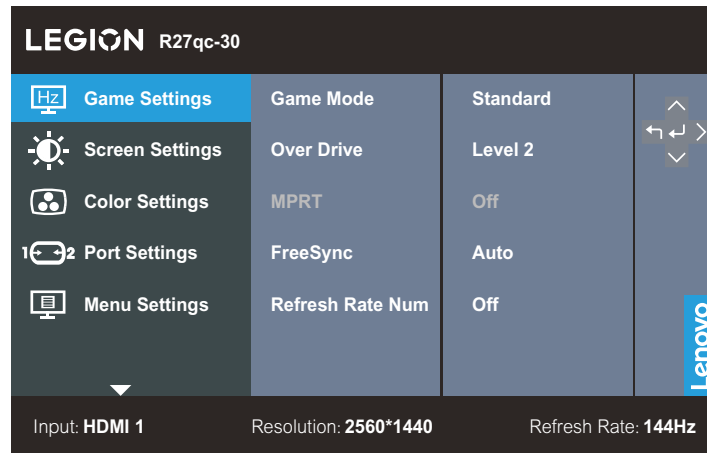 LEGION R27qc-30
Hz Game Settings Game Mode Standard
Screen Settings Over Drive Level 2
Color Settings MPRT Off
1 2 Port Settings FreeSync Auto
Menu Settings Refresh Rate Num Off
Lenovo
Input: HDMI 1 Resolution: 2560*1440 Refresh Rate: 144Hz